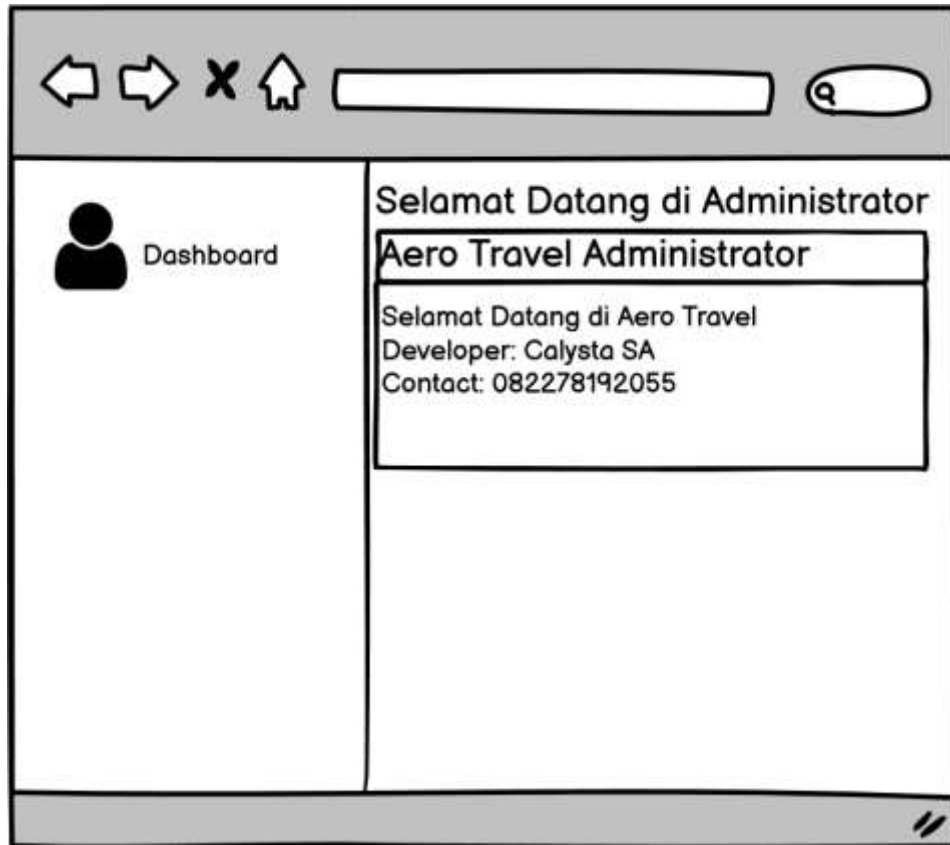 Selamat Datang di Administrator
Dashboard
Aero Travel Administrator
Selamat Datang di Aero Travel
Developer: Calysta SA
Contact: 082278192055